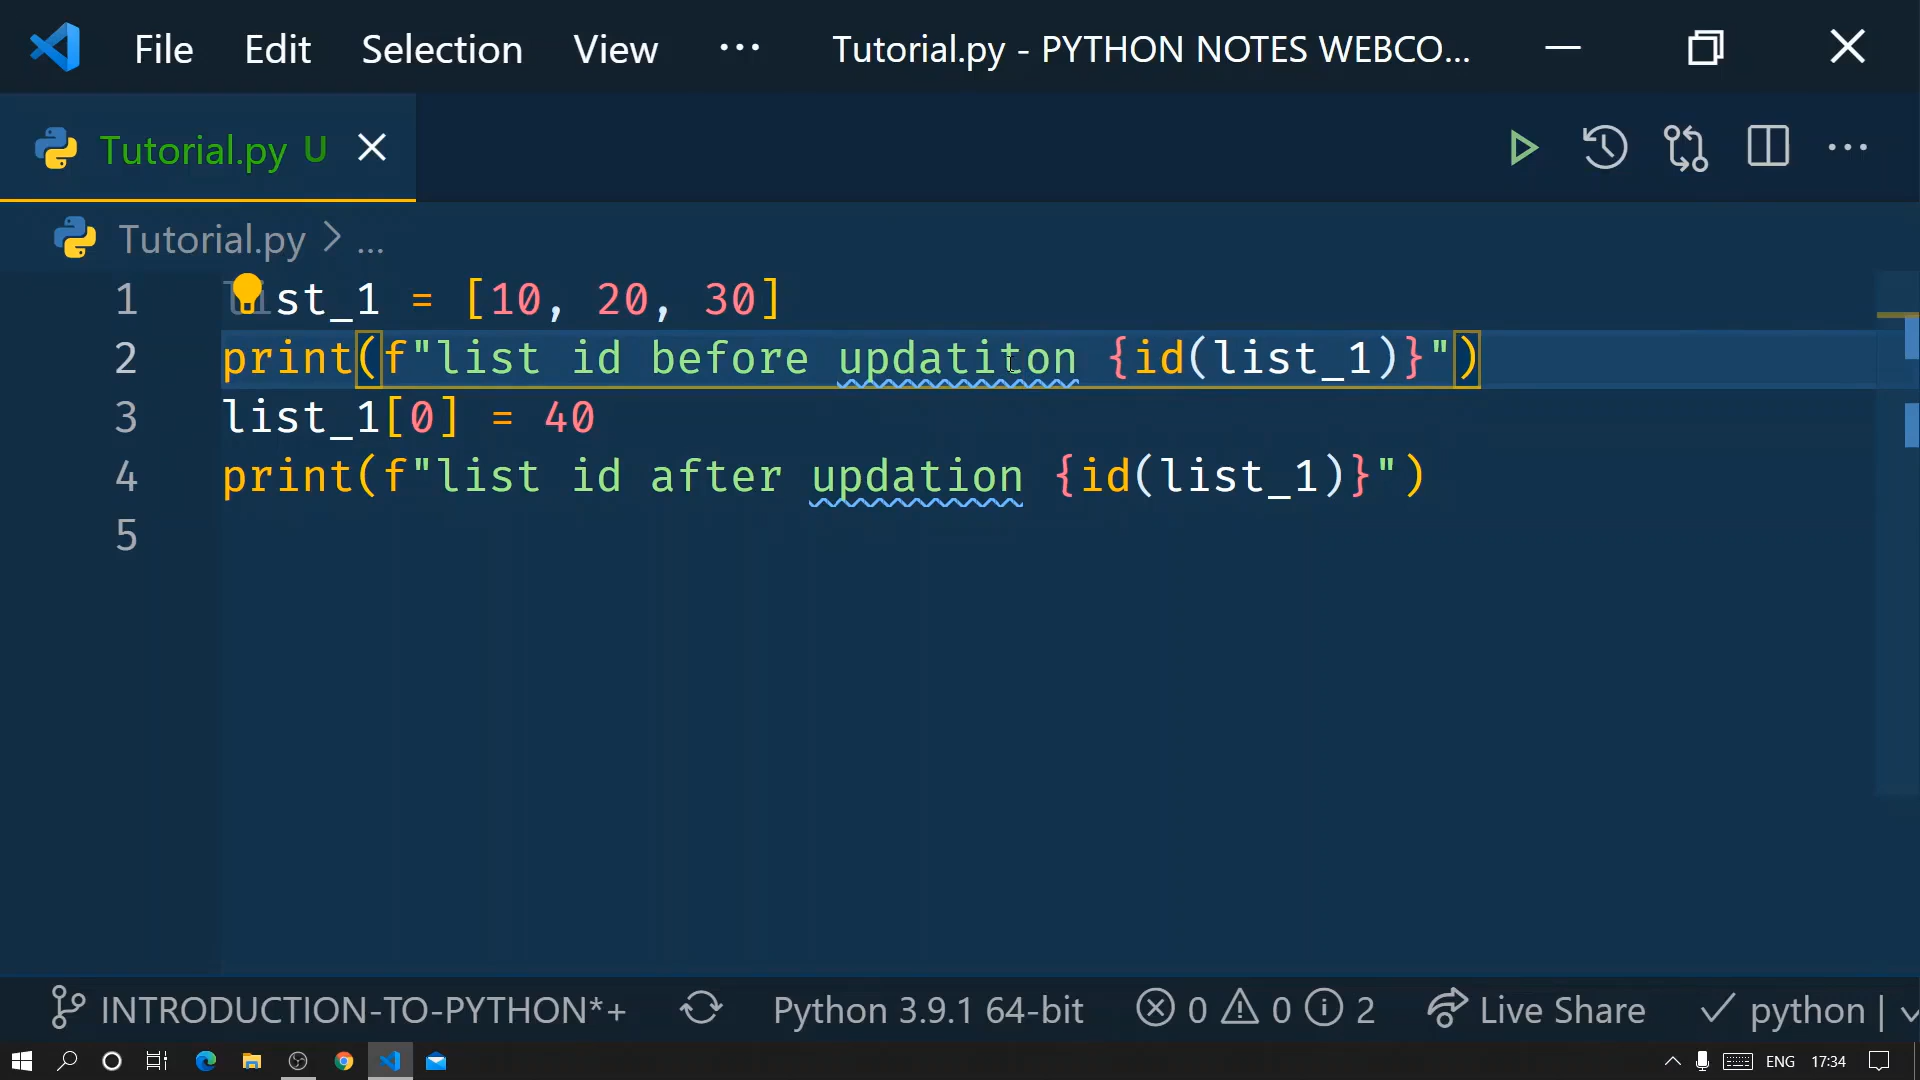 File Edit Selection View ··· Tutorial.py - PYTHON NOTES WEBCO...
Tutorial.py U
Tutorial.py > ...
1 list_1 = [10, 20, 30]
2 print(f"list id before updatiton {id(list_1)}")
3 list_1[0] = 40
4 print(f"list id after updation {id(list_1)}")
5
INTRODUCTION-TO-PYTHON*+ Python 3.9.1 64-bit 0 0 2 Live Share python |
ENG 17:34